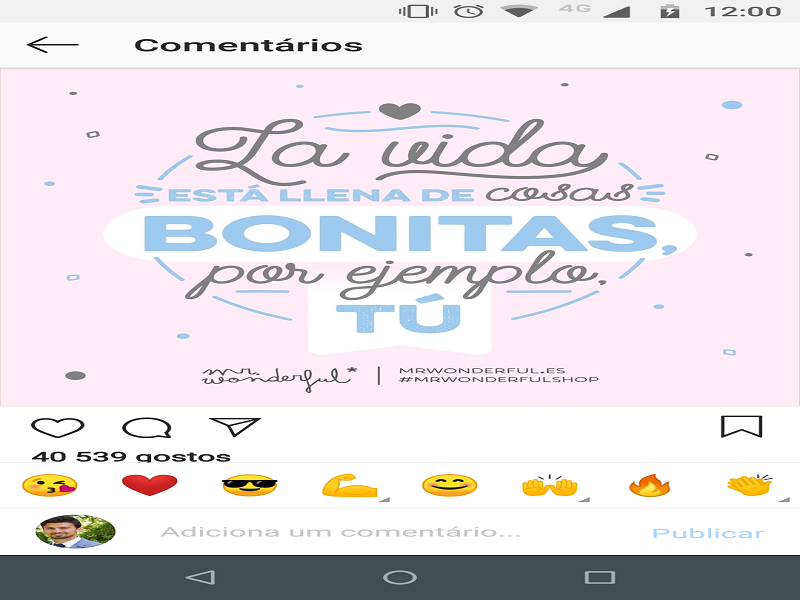 4G 12:00
Comentários
La vida
ESTÁ LLENA DE cosas
BONITAS,
por ejemplo,
TÚ
mr. wonderful* | MRWONDERFUL.ES
#MRWONDERFULSHOP
40 539 gostos
Adiciona um comentário... Publicar